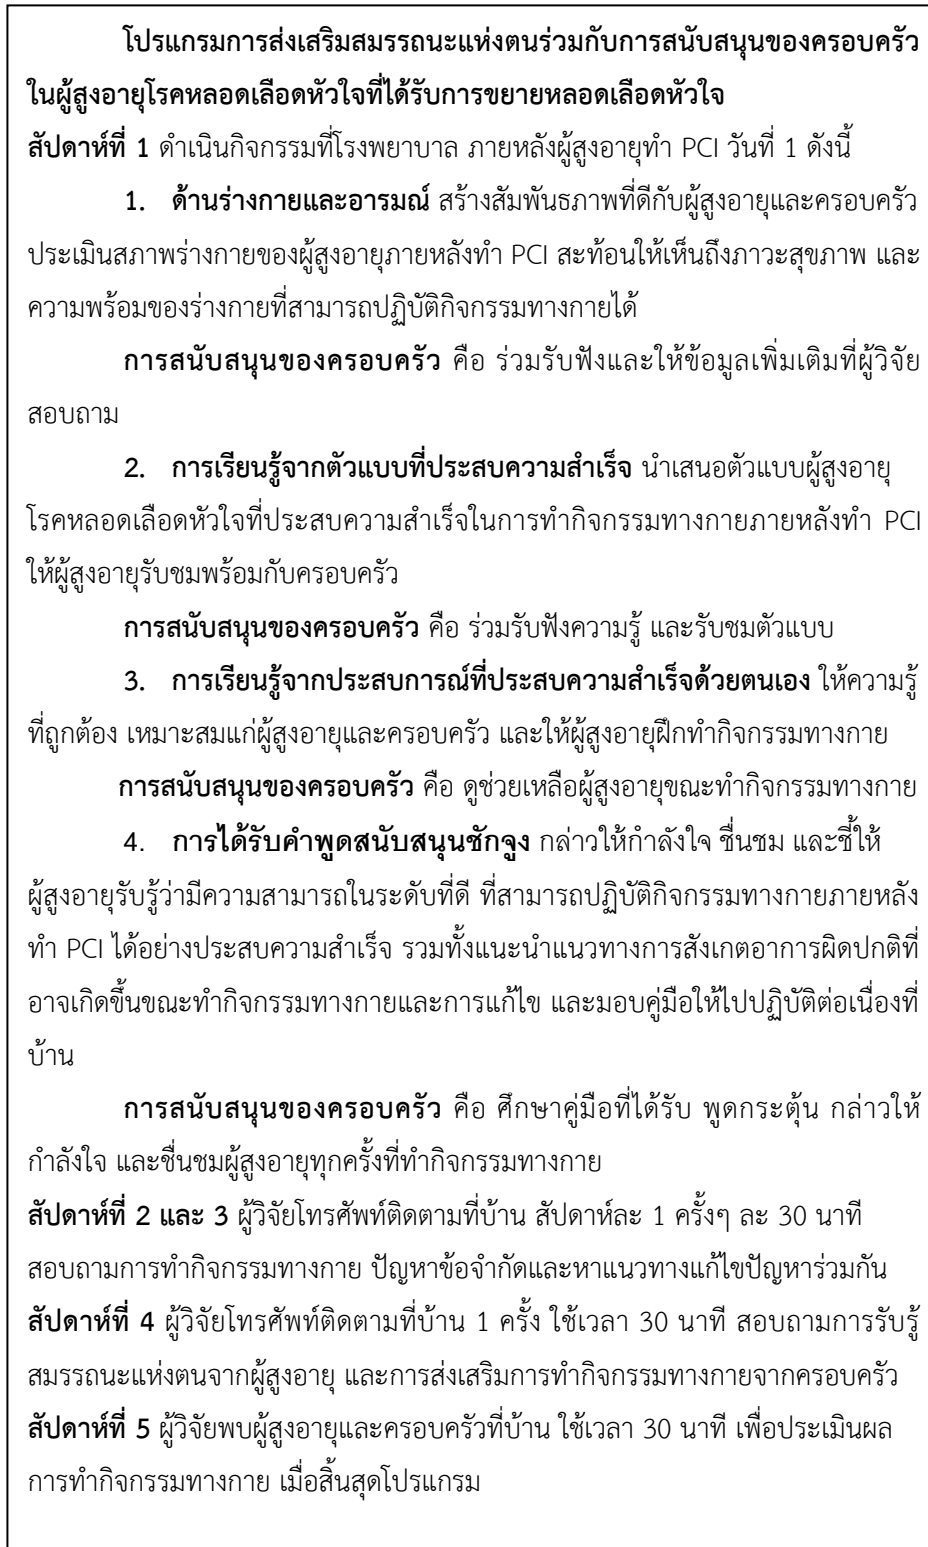 โปรแกรมการส่งเสริมสมรรถนะแห่งตนร่วมกับการสนับสนุนของครอบครัว
ในผู้สูงอายุโรคหลอดเลือดหัวใจที่ได้รับการขยายหลอดเลือดหัวใจ
สัปดาห์ที่ 1 ดำเนินกิจกรรมที่โรงพยาบาล ภายหลังผู้สูงอายุทำ PCI วันที่ 1 ดังนี้
1. ด้านร่างกายและอารมณ์ สร้างสัมพันธภาพที่ดีกับผู้สูงอายุและครอบครัว
ประเมินสภาพร่างกายของผู้สูงอายุภายหลังทำ PCI สะท้อนให้เห็นถึงภาวะสุขภาพ และ
ความพร้อมของร่างกายที่สามารถปฏิบัติกิจกรรมทางกายได้
การสนับสนุนของครอบครัว คือ ร่วมรับฟังและให้ข้อมูลเพิ่มเติมที่ผู้วิจัย
สอบถาม
2. การเรียนรู้จากตัวแบบที่ประสบความสำเร็จ นำเสนอตัวแบบผู้สูงอายุ
โรคหลอดเลือดหัวใจที่ประสบความสำเร็จในการทำกิจกรรมทางกายภายหลังทำ PCI
ให้ผู้สูงอายุรับชมพร้อมกับครอบครัว
การสนับสนุนของครอบครัว คือ ร่วมรับฟังความรู้ และรับชมตัวแบบ
3. การเรียนรู้จากประสบการณ์ที่ประสบความสำเร็จด้วยตนเอง ให้ความรู้
ที่ถูกต้อง เหมาะสมแก่ผู้สูงอายุและครอบครัว และให้ผู้สูงอายุฝึกทำกิจกรรมทางกาย
การสนับสนุนของครอบครัว คือ ดูช่วยเหลือผู้สูงอายุขณะทำกิจกรรมทางกาย
4. การได้รับคำพูดสนับสนุนชักจูง กล่าวให้กำลังใจ ชื่นชม และชี้ให้
ผู้สูงอายุรับรู้ว่ามีความสามารถในระดับที่ดี ที่สามารถปฏิบัติกิจกรรมทางกายภายหลัง
ทำ PCI ได้อย่างประสบความสำเร็จ รวมทั้งแนะนำแนวทางการสังเกตอาการผิดปกติที่
อาจเกิดขึ้นขณะทำกิจกรรมทางกายและการแก้ไข และมอบคู่มือให้ไปปฏิบัติต่อเนื่องที่
บ้าน
การสนับสนุนของครอบครัว คือ ศึกษาคู่มือที่ได้รับ พูดกระตุ้น กล่าวให้
กำลังใจ และชื่นชมผู้สูงอายุทุกครั้งที่ทำกิจกรรมทางกาย
สัปดาห์ที่ 2 และ 3 ผู้วิจัยโทรศัพท์ติดตามที่บ้าน สัปดาห์ละ 1 ครั้งๆ ละ 30 นาที
สอบถามการทำกิจกรรมทางกาย ปัญหาข้อจำกัดและหาแนวทางแก้ไขปัญหาร่วมกัน
สัปดาห์ที่ 4 ผู้วิจัยโทรศัพท์ติดตามที่บ้าน 1 ครั้ง ใช้เวลา 30 นาที สอบถามการรับรู้
สมรรถนะแห่งตนจากผู้สูงอายุ และการส่งเสริมการทำกิจกรรมทางกายจากครอบครัว
สัปดาห์ที่ 5 ผู้วิจัยพบผู้สูงอายุและครอบครัวที่บ้าน ใช้เวลา 30 นาที เพื่อประเมินผล
การทำกิจกรรมทางกาย เมื่อสิ้นสุดโปรแกรม